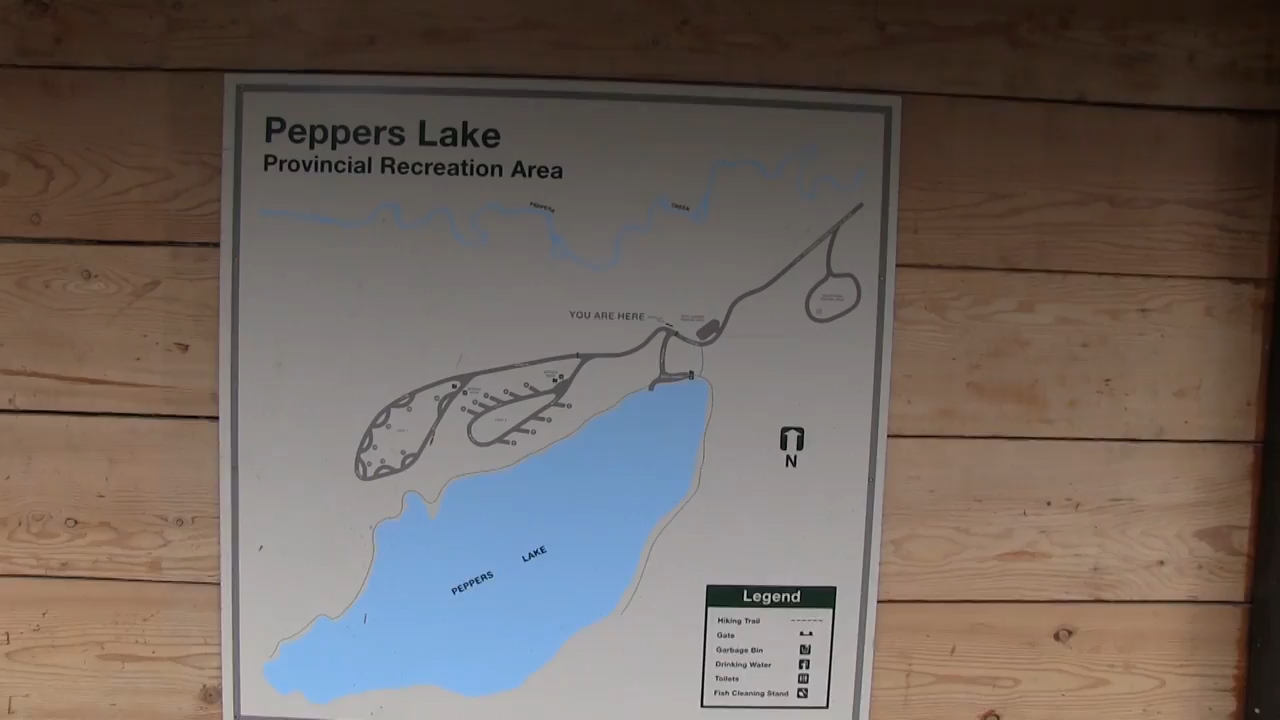 Peppers Lake
Provincial Recreation Area
PEPPERS CREEK
YOU ARE HERE
N
PEPPERS LAKE
Legend
Hiking Trail
Gate
Garbage Bin
Drinking Water
Toilets
Fish Cleaning Stand